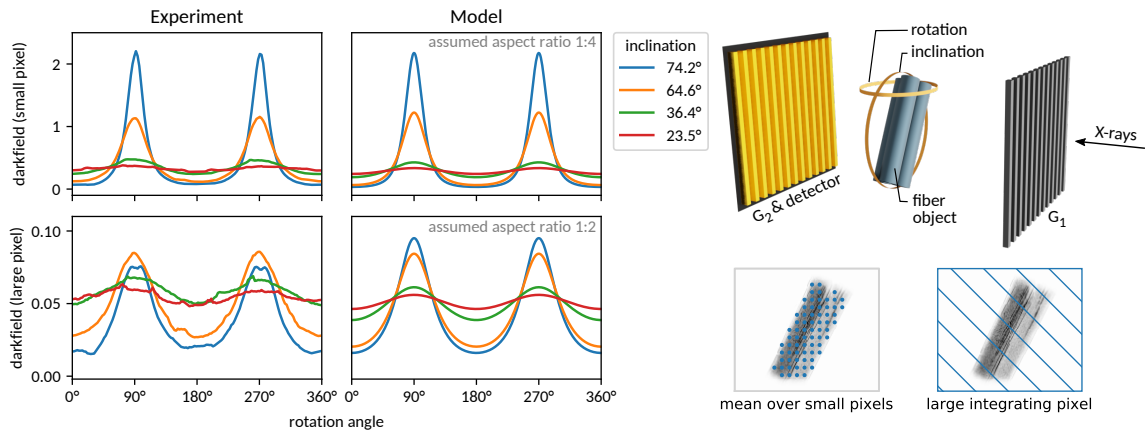 Experiment
Model
darkfield (small pixel)
2
1
0
assumed aspect ratio 1:4
inclination
74.2°
64.6°
36.4°
23.5°
darkfield (large pixel)
0.10
0.05
0.00
assumed aspect ratio 1:2
0° 90° 180° 270° 360°
0° 90° 180° 270° 360°
rotation angle
rotation
inclination
X-rays
G2 & detector
fiber
object
G1
mean over small pixels
large integrating pixel